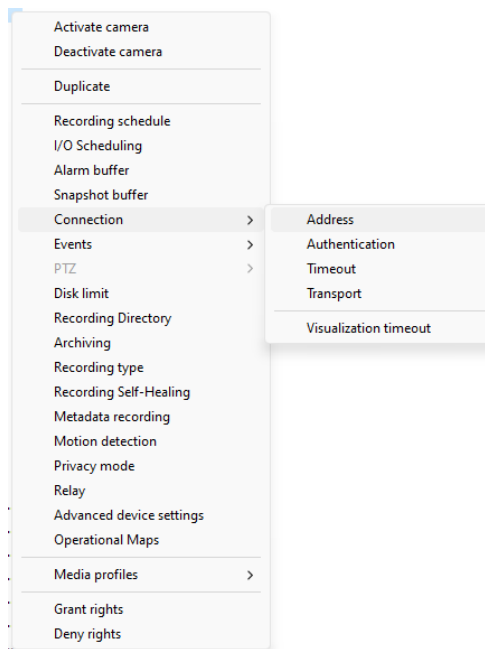 Activate camera
Deactivate camera
Duplicate
Recording schedule
I/O Scheduling
Alarm buffer
Snapshot buffer
Connection
Address
Events
Authentication
PTZ
Timeout
Disk limit
Transport
Recording Directory
Visualization timeout
Archiving
Recording type
Recording Self-Healing
Metadata recording
Motion detection
Privacy mode
Relay
Advanced device settings
Operational Maps
Media profiles
Grant rights
Deny rights